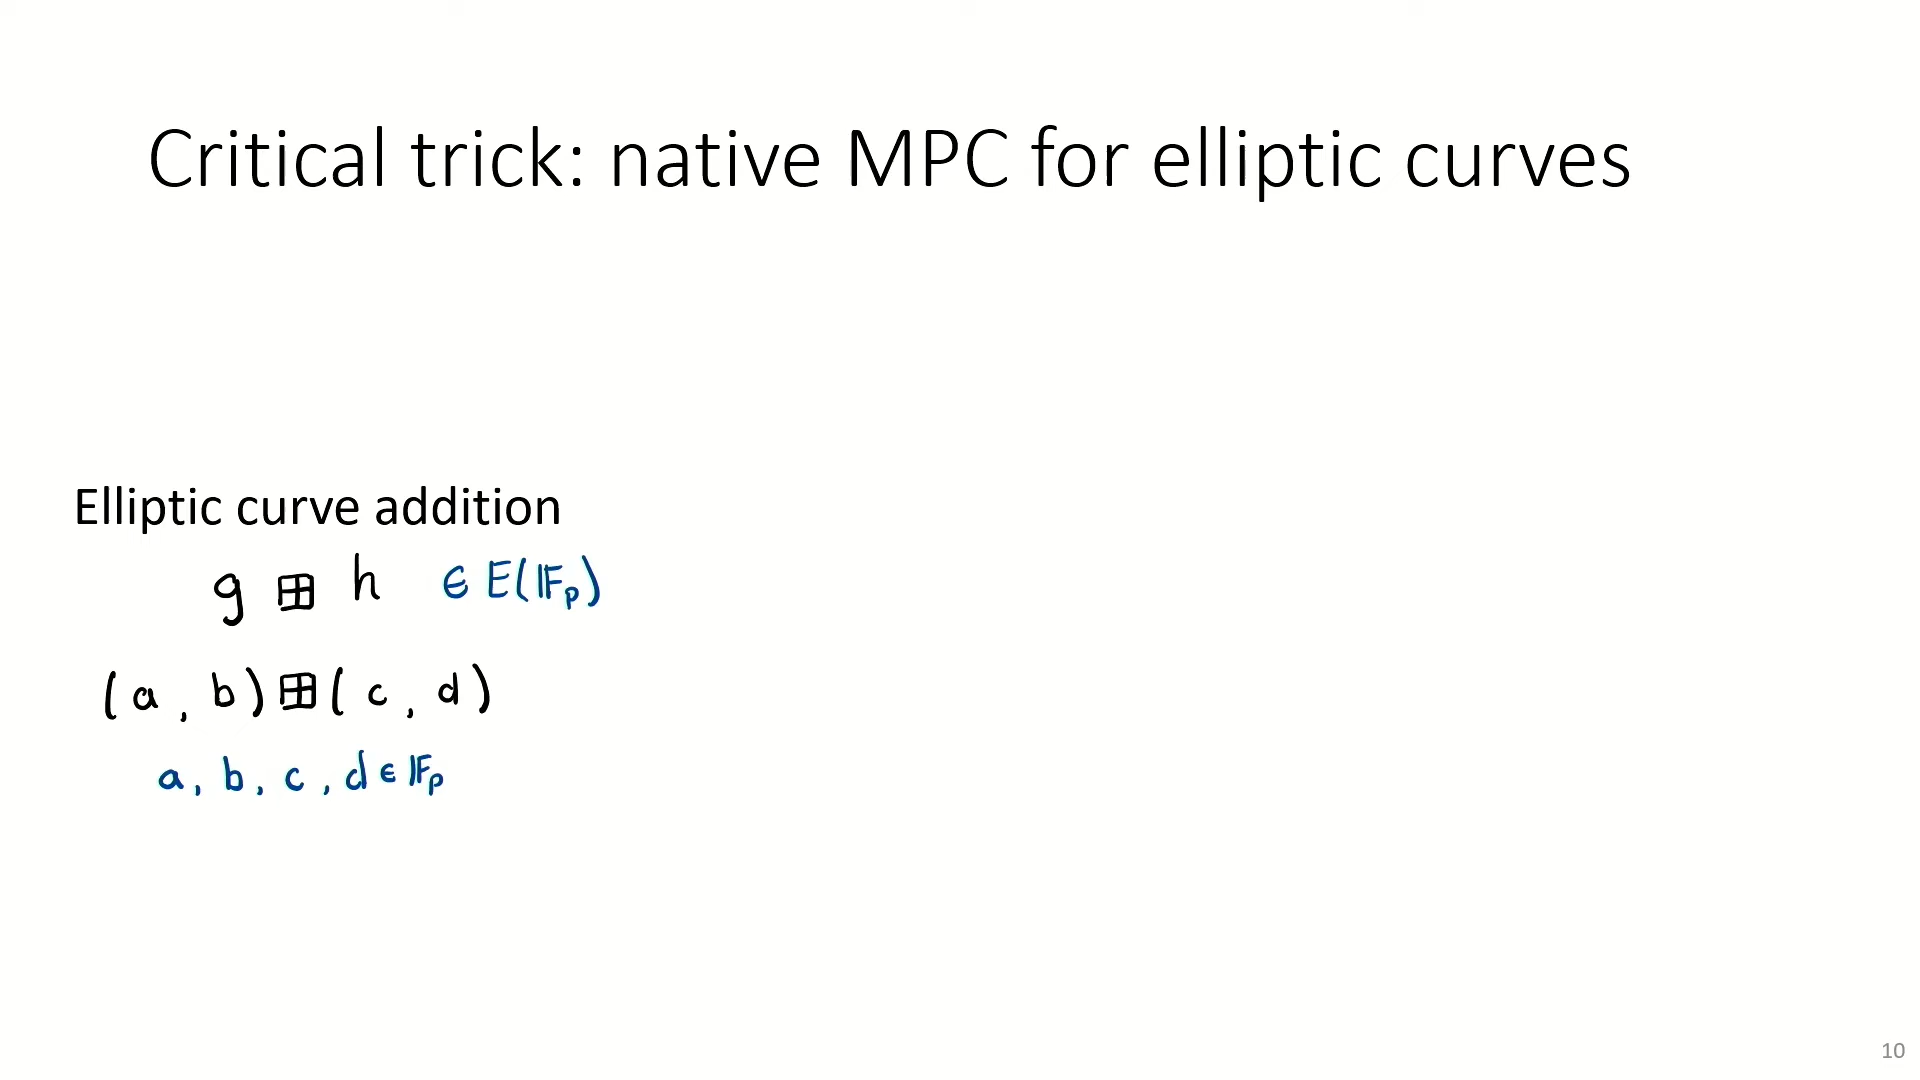 Critical trick: native MPC for elliptic curves
Elliptic curve addition
g ⊞ h ∈ E(𝔽ₚ)
(a, b) ⊞ (c, d)
a, b, c, d ∈ 𝔽ₚ
10